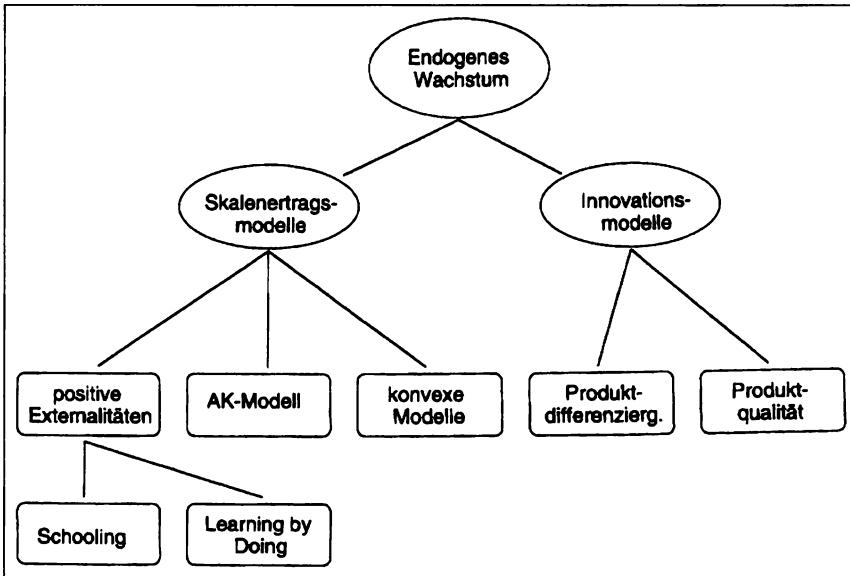 Endogenes
Wachstum
Skalenertrags-
modelle
Innovations-
modelle
positive
Externalitäten
AK-Modell
konvexe
Modelle
Produkt-
differenzierg.
Produkt-
qualität
Schooling
Learning by
Doing